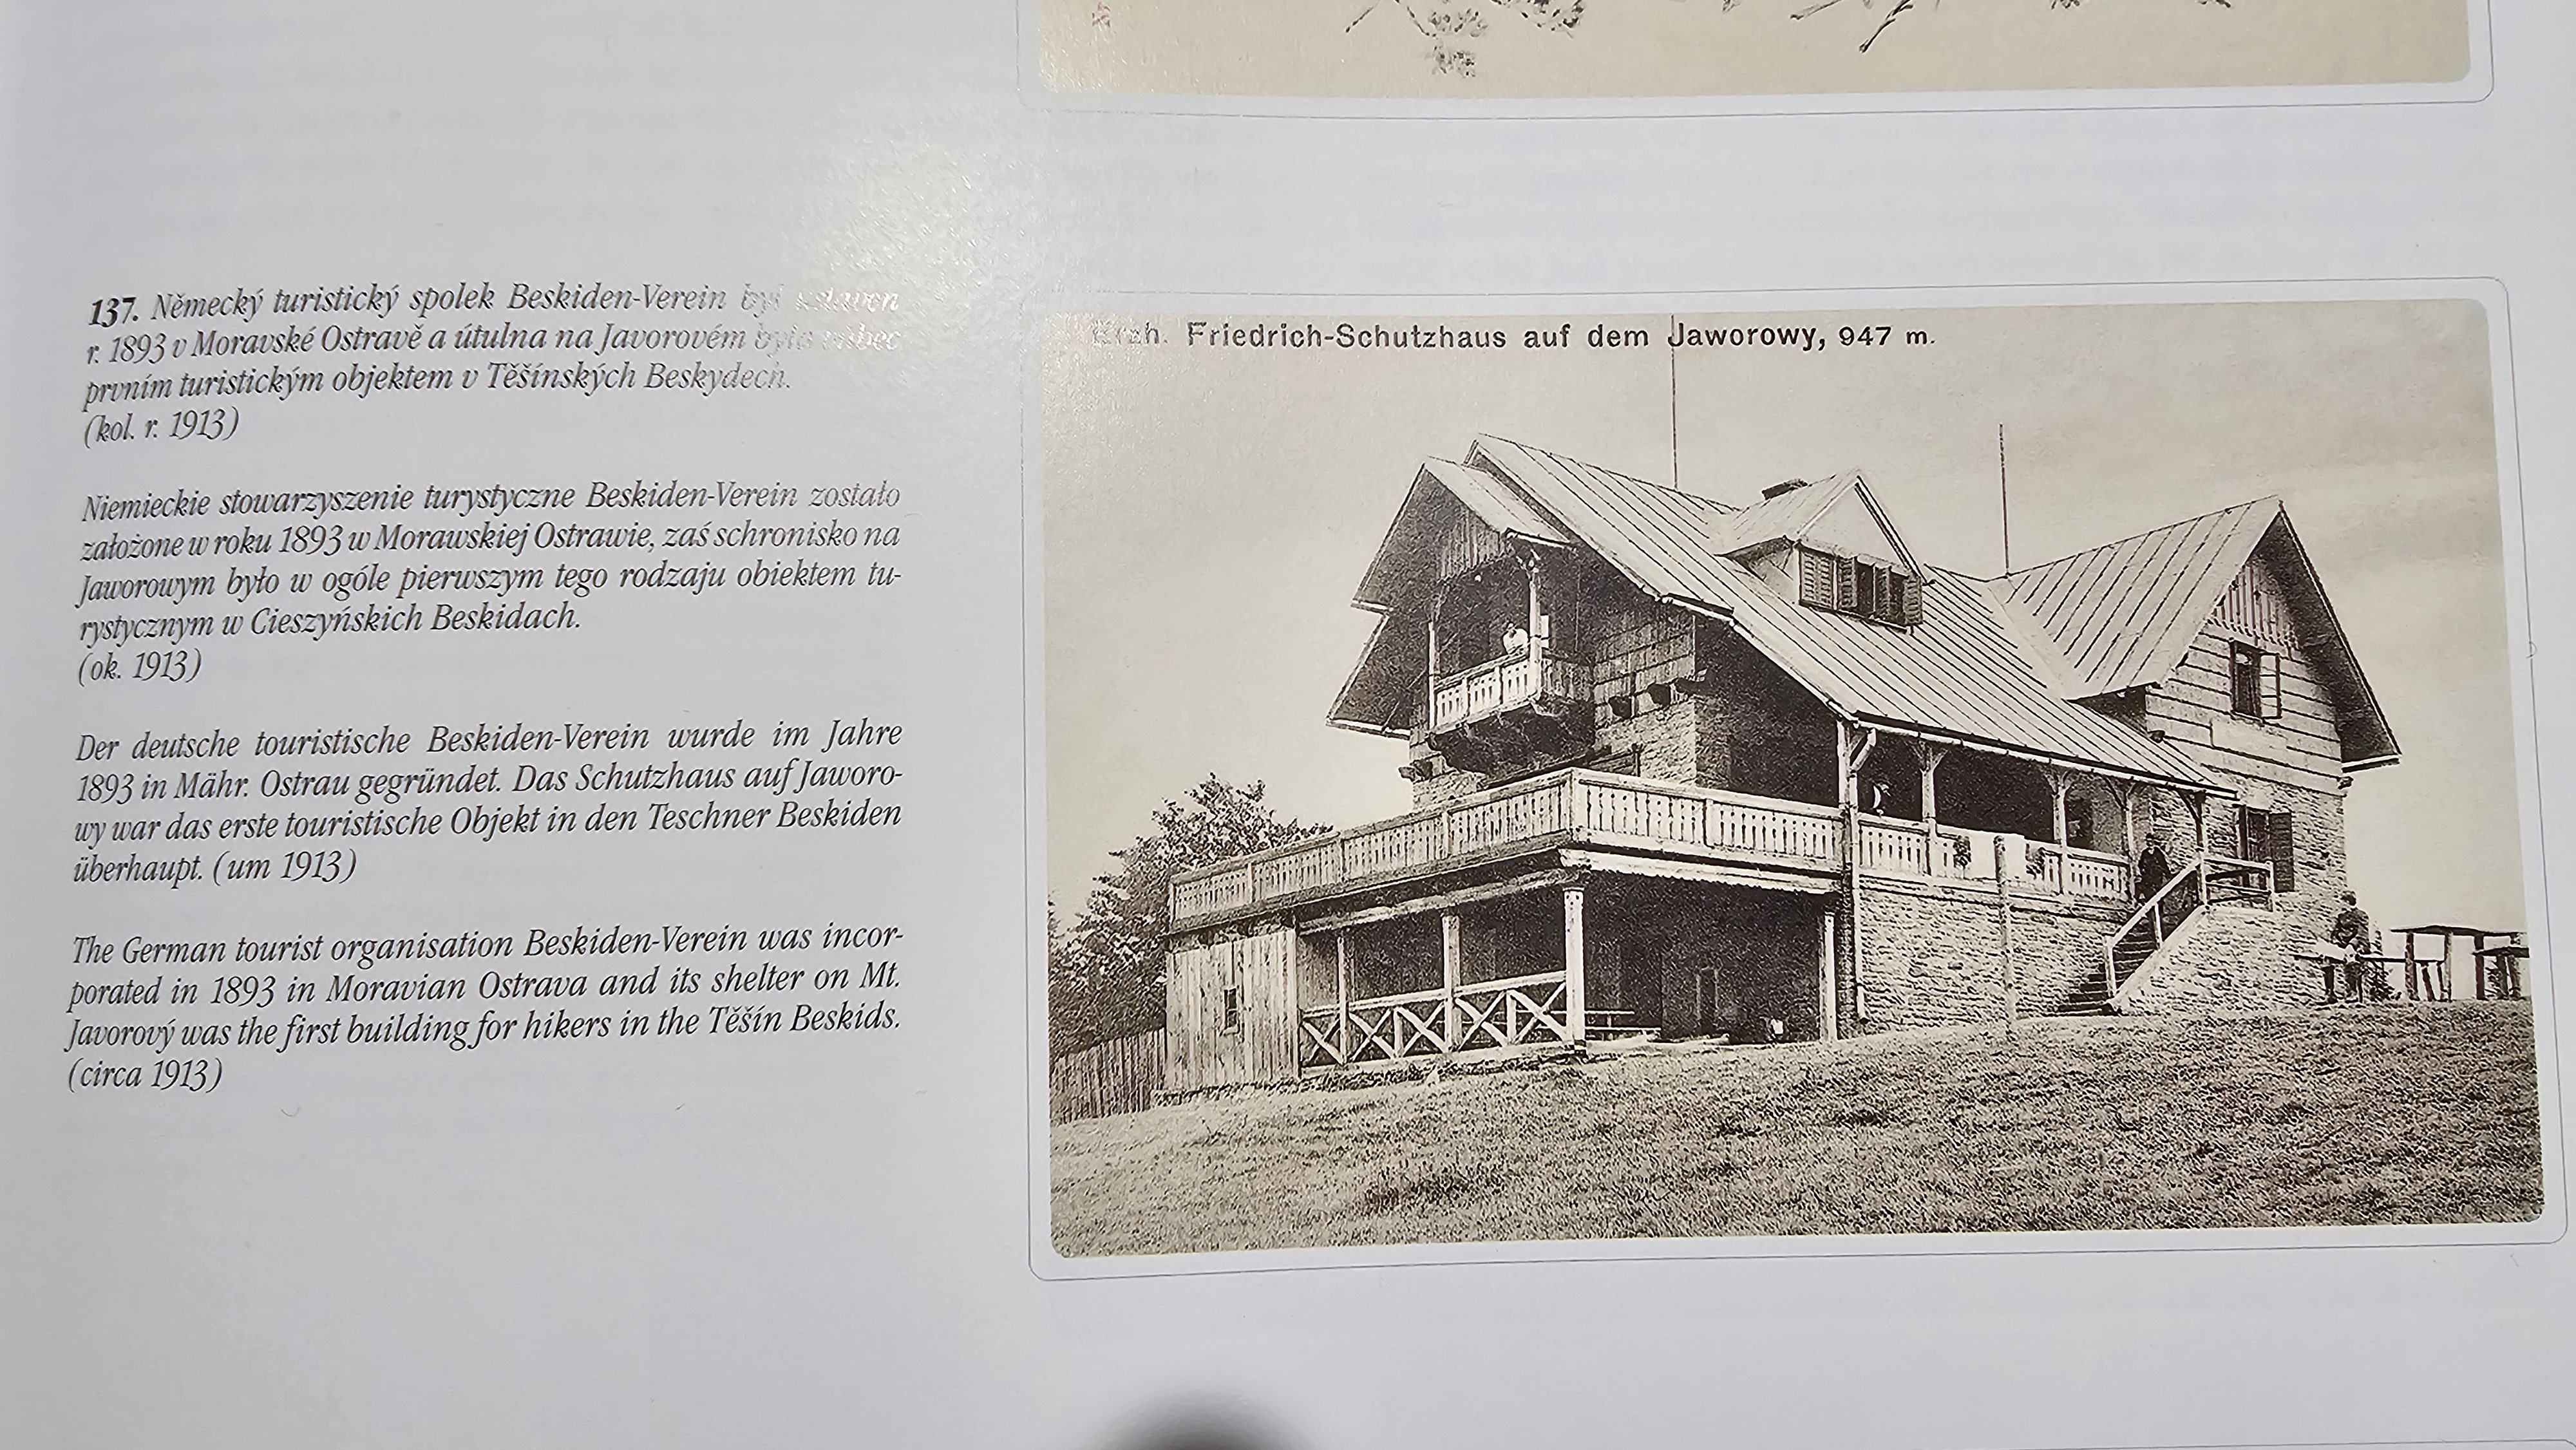 137. Německý turistický spolek Beskiden-Verein byl ustaven
r. 1893 v Moravské Ostravě a útulna na Javorovém byla vůbec
prvním turistickým objektem v Těšínských Beskydech.
(kol. r. 1913)
Niemieckie stowarzyszenie turystyczne Beskiden-Verein zostało
założone w roku 1893 w Morawskiej Ostrawie, zaś schronisko na
Jaworowym było w ogóle pierwszym tego rodzaju obiektem tu-
rystycznym w Cieszyńskich Beskidach.
(ok. 1913)
Der deutsche touristische Beskiden-Verein wurde im Jahre
1893 in Mähr. Ostrau gegründet. Das Schutzhaus auf Jaworo-
wy war das erste touristische Objekt in den Teschner Beskiden
überhaupt. (um 1913)
The German tourist organisation Beskiden-Verein was incor-
porated in 1893 in Moravian Ostrava and its shelter on Mt.
Javorový was the first building for hikers in the Těšín Beskids.
(circa 1913)
Erzh. Friedrich-Schutzhaus auf dem Jaworowy, 947 m.